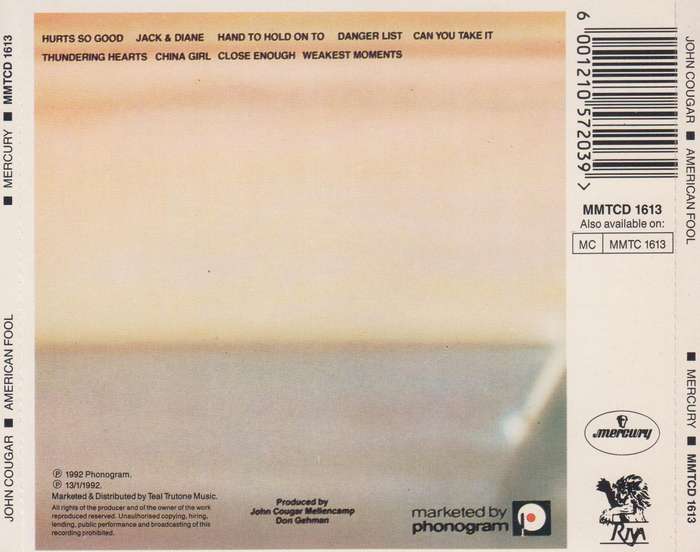 HURTS SO GOOD JACK & DIANE HAND TO HOLD ON TO DANGER LIST CAN YOU TAKE IT
THUNDERING HEARTS CHINA GIRL CLOSE ENOUGH WEAKEST MOMENTS
MERCURY ■ MMTCD 1613
JOHN COUGAR ■ AMERICAN FOOL
6 001210 572039 >
MMTCD 1613
Also available on:
MC MMTC 1613
JOHN COUGAR ■ AMERICAN FOOL
■ MERCURY ■ MMTCD 1613
mercury
RIVA
℗ 1992 Phonogram.
℗ 13/1/1992.
Marketed & Distributed by Teal Trutone Music.
All rights of the producer and of the owner of the work
reproduced reserved. Unauthorised copying, hiring,
lending, public performance and broadcasting of this
recording prohibited.
Produced by
John Cougar Mellencamp
Don Gehman
marketed by
phonogram